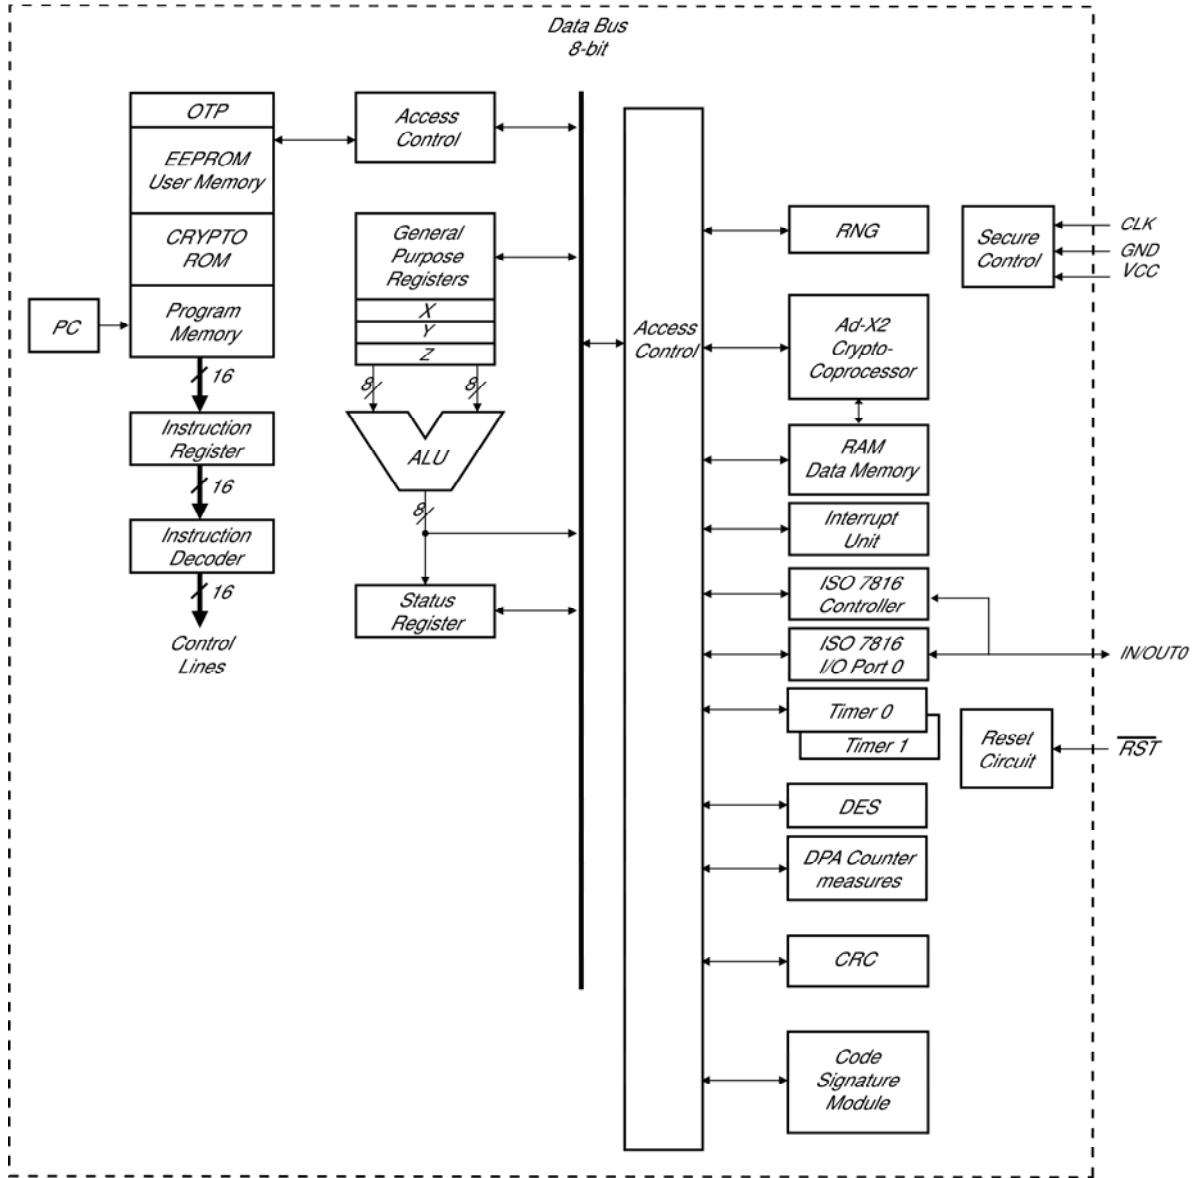 Data Bus
8-bit
OTP
EEPROM
User Memory
CRYPTO
ROM
Program
Memory
PC
16
Instruction
Register
16
Instruction
Decoder
16
Control
Lines
Access
Control
General
Purpose
Registers
X
Y
Z
8
8
ALU
8
Status
Register
Access
Control
RNG
Ad-X2
Crypto-
Coprocessor
RAM
Data Memory
Interrupt
Unit
ISO 7816
Controller
ISO 7816
I/O Port 0
Timer 0
Timer 1
DES
DPA Counter
measures
CRC
Code
Signature
Module
Secure
Control
CLK
GND
VCC
IN/OUT0
Reset
Circuit
RST